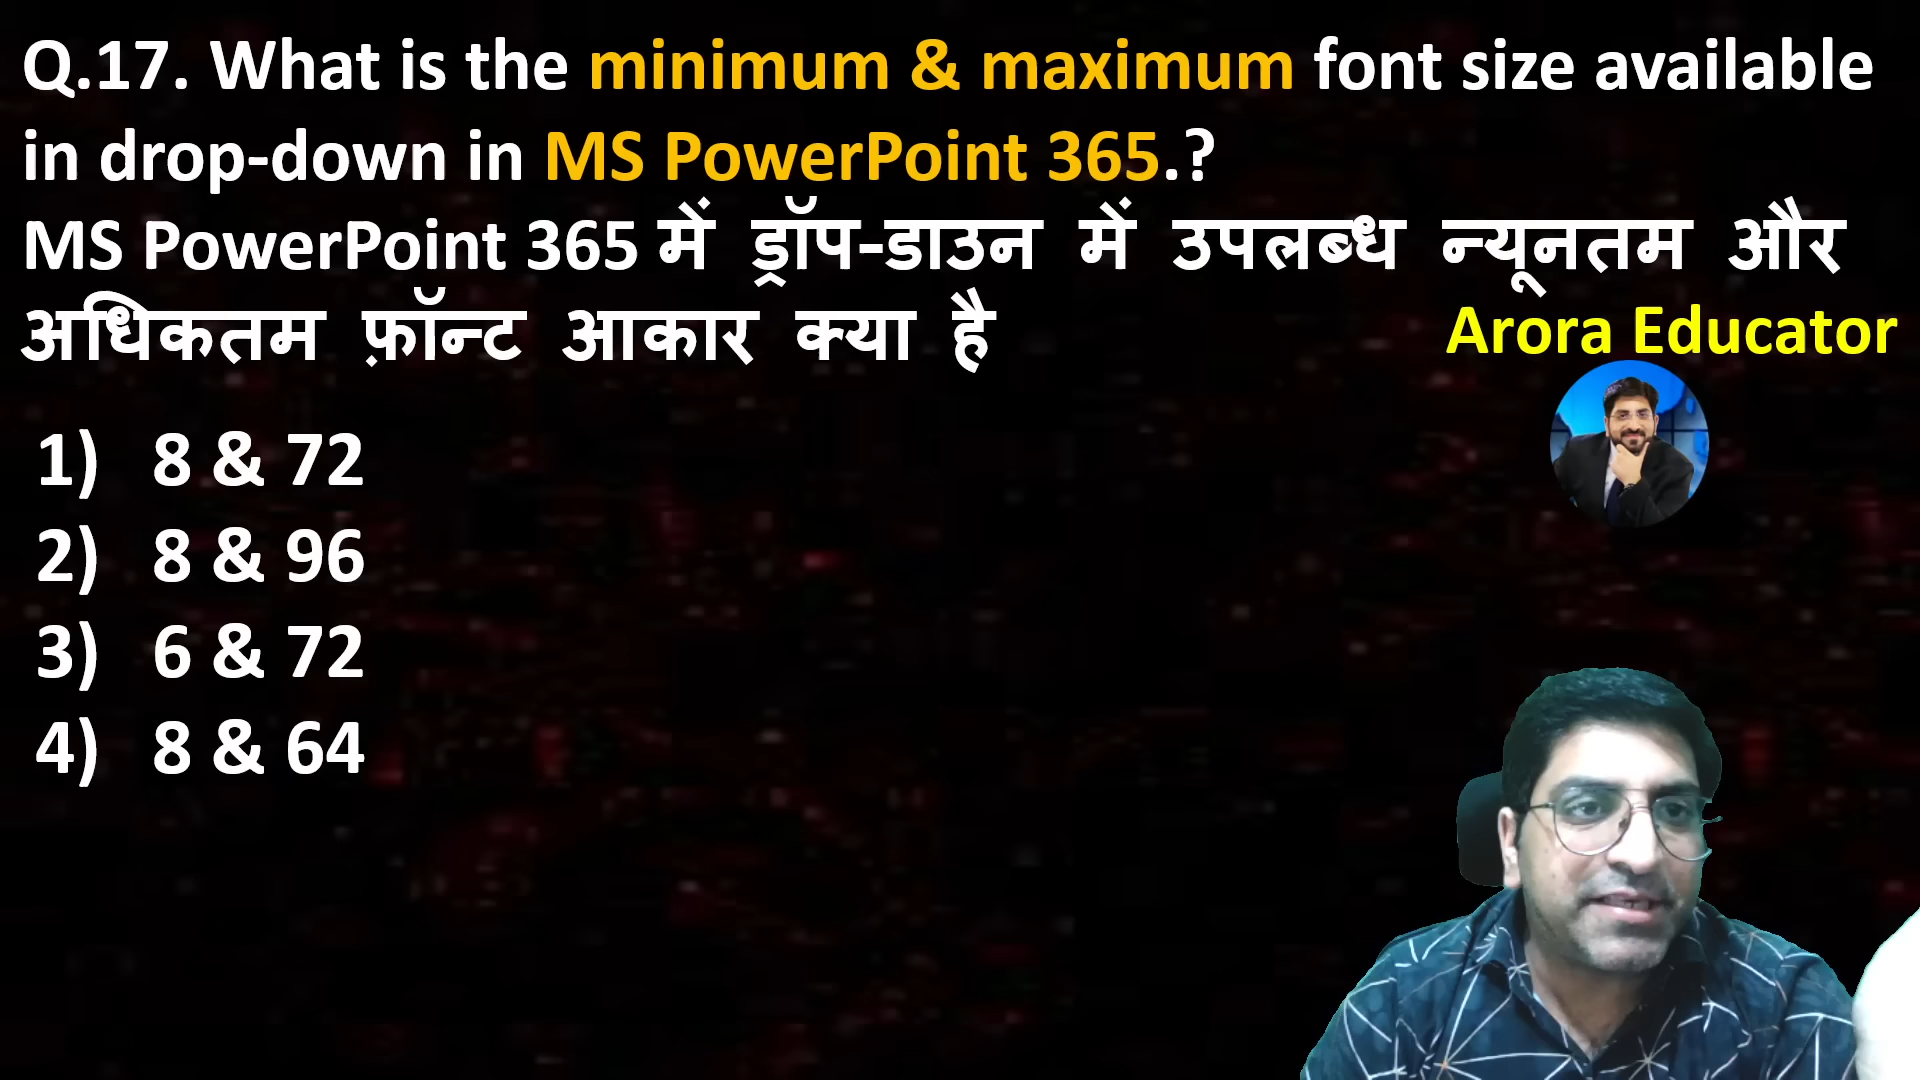 Q.17. What is the minimum & maximum font size available
in drop-down in MS PowerPoint 365.?
MS PowerPoint 365 में ड्रॉप-डाउन में उपलब्ध न्यूनतम और
अधिकतम फ़ॉन्ट आकार क्या है
Arora Educator
1) 8 & 72
2) 8 & 96
3) 6 & 72
4) 8 & 64